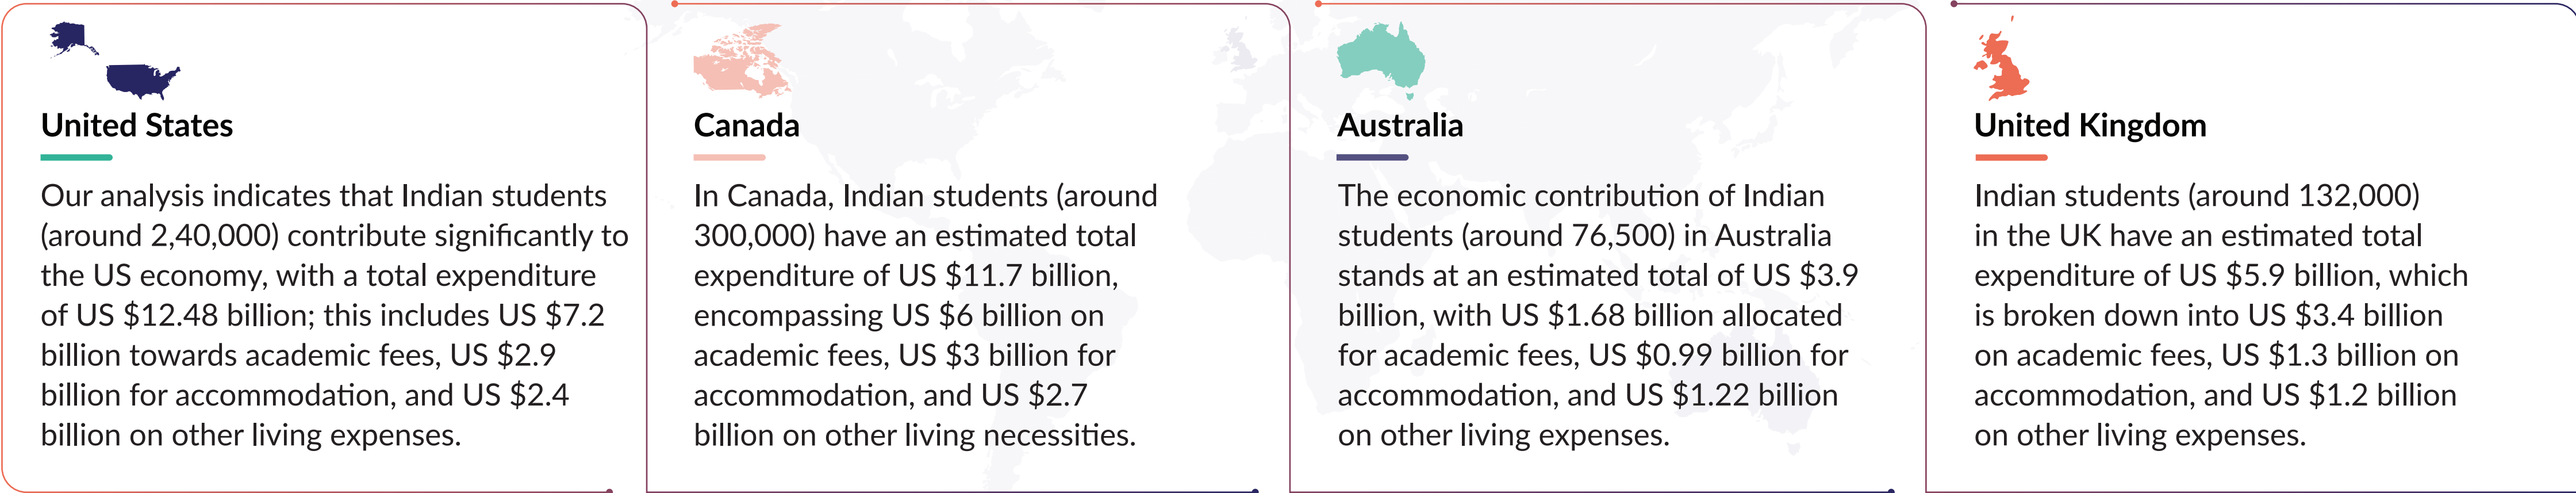 United States
Our analysis indicates that Indian students
(around 2,40,000) contribute significantly to
the US economy, with a total expenditure
of US $12.48 billion; this includes US $7.2
billion towards academic fees, US $2.9
billion for accommodation, and US $2.4
billion on other living expenses.
Canada
In Canada, Indian students (around
300,000) have an estimated total
expenditure of US $11.7 billion,
encompassing US $6 billion on
academic fees, US $3 billion for
accommodation, and US $2.7
billion on other living necessities.
Australia
The economic contribution of Indian
students (around 76,500) in Australia
stands at an estimated total of US $3.9
billion, with US $1.68 billion allocated
for academic fees, US $0.99 billion for
accommodation, and US $1.22 billion
on other living expenses.
United Kingdom
Indian students (around 132,000)
in the UK have an estimated total
expenditure of US $5.9 billion, which
is broken down into US $3.4 billion
on academic fees, US $1.3 billion on
accommodation, and US $1.2 billion
on other living expenses.